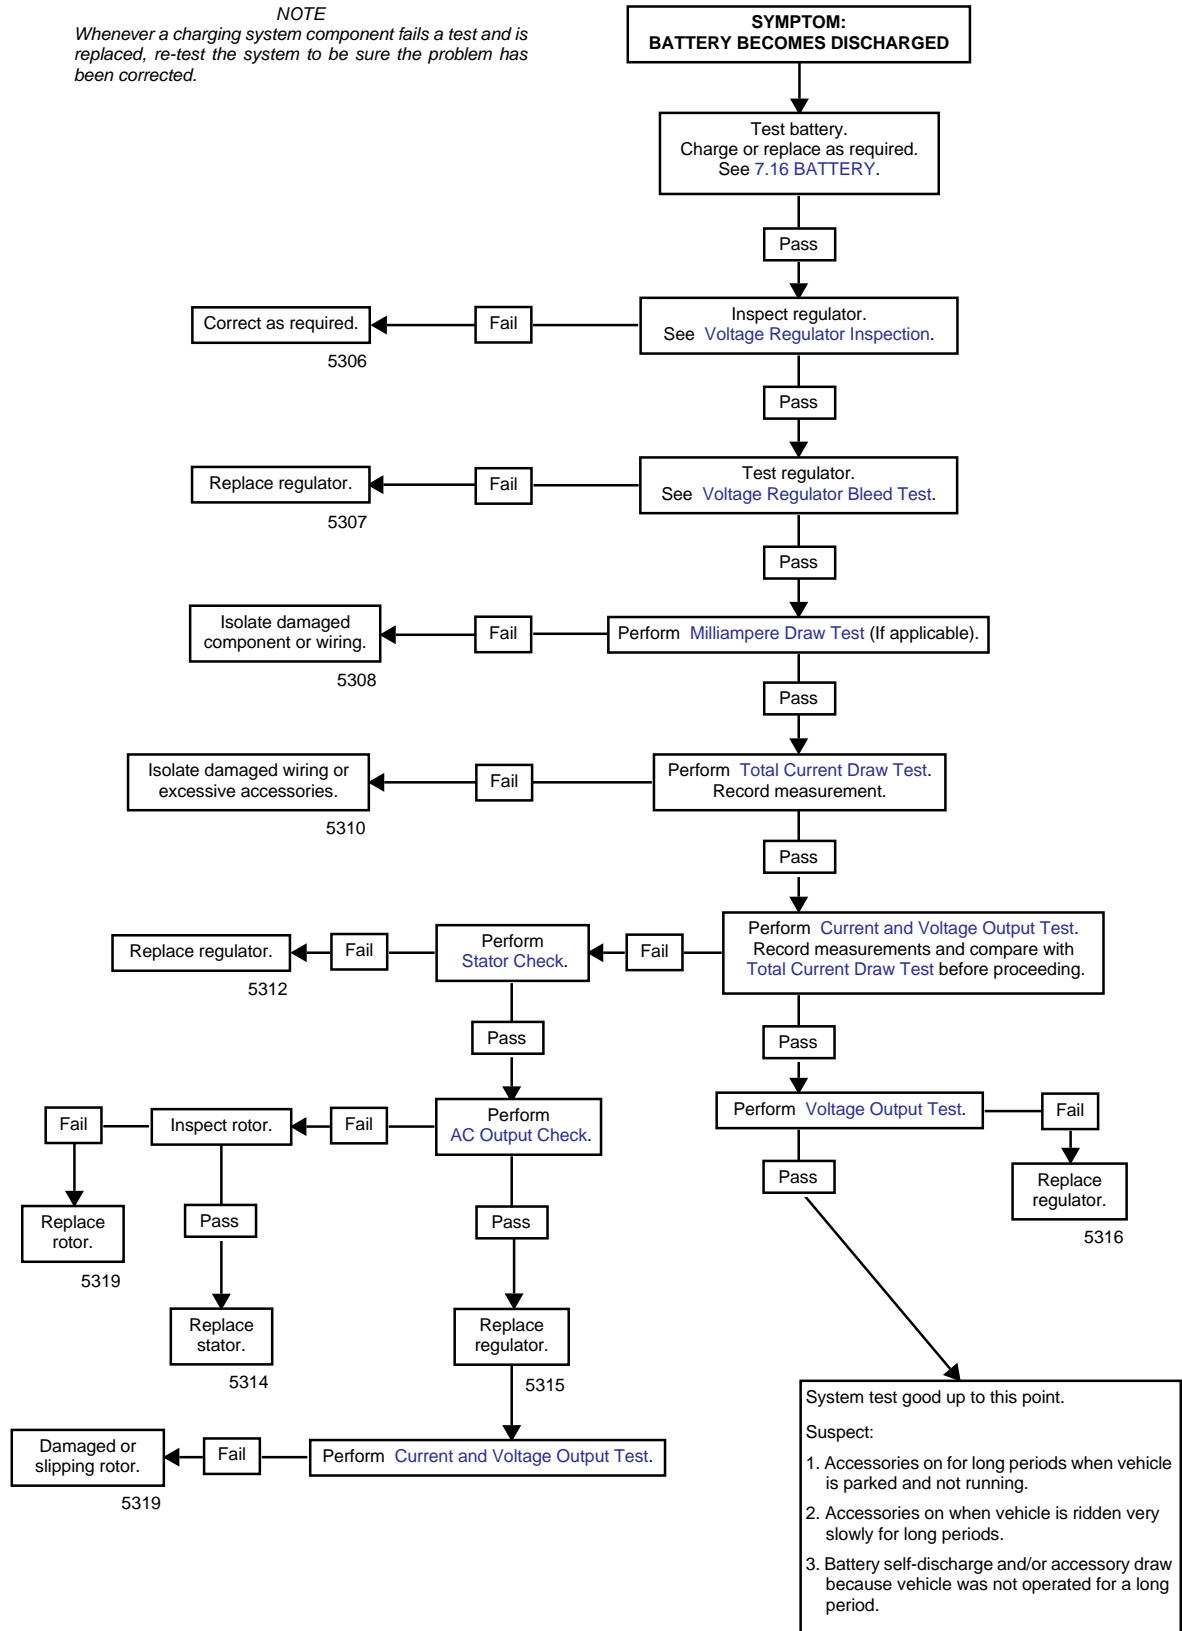 NOTE
Whenever a charging system component fails a test and is
replaced, re-test the system to be sure the problem has
been corrected.
SYMPTOM:
BATTERY BECOMES DISCHARGED
Test battery.
Charge or replace as required.
See 7.16 BATTERY.
Pass
Correct as required.
Fail
Inspect regulator.
See Voltage Regulator Inspection.
5306
Pass
Replace regulator.
Fail
Test regulator.
See Voltage Regulator Bleed Test.
5307
Pass
Isolate damaged
component or wiring.
Fail
Perform Milliampere Draw Test (If applicable).
5308
Pass
Isolate damaged wiring or
excessive accessories.
Fail
Perform Total Current Draw Test.
Record measurement.
5310
Pass
Replace regulator.
Fail
Perform
Stator Check.
Fail
Perform Current and Voltage Output Test.
Record measurements and compare with
Total Current Draw Test before proceeding.
5312
Pass
Pass
Fail
Inspect rotor.
Fail
Perform
AC Output Check.
Perform Voltage Output Test.
Fail
Pass
Replace
rotor.
Pass
Pass
Replace
regulator.
5319
5316
Replace
stator.
Replace
regulator.
5314
5315
Damaged or
slipping rotor.
Fail
Perform Current and Voltage Output Test.
5319
System test good up to this point.
Suspect:
1. Accessories on for long periods when vehicle
is parked and not running.
2. Accessories on when vehicle is ridden very
slowly for long periods.
3. Battery self-discharge and/or accessory draw
because vehicle was not operated for a long
period.